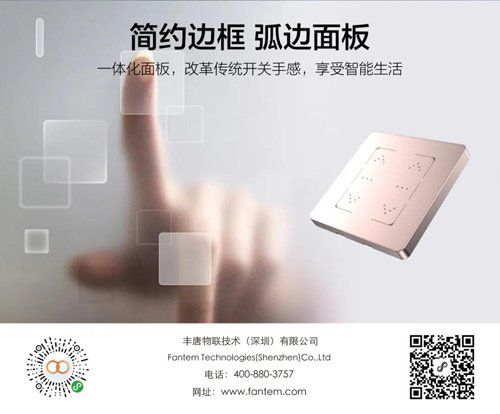 简约边框 弧边面板
一体化面板，改革传统开关手感，享受智能生活
丰唐物联技术（深圳）有限公司
Fantem Technologies(Shenzhen)Co.,Ltd
电话：400-880-3757
网址：www.fantem.com